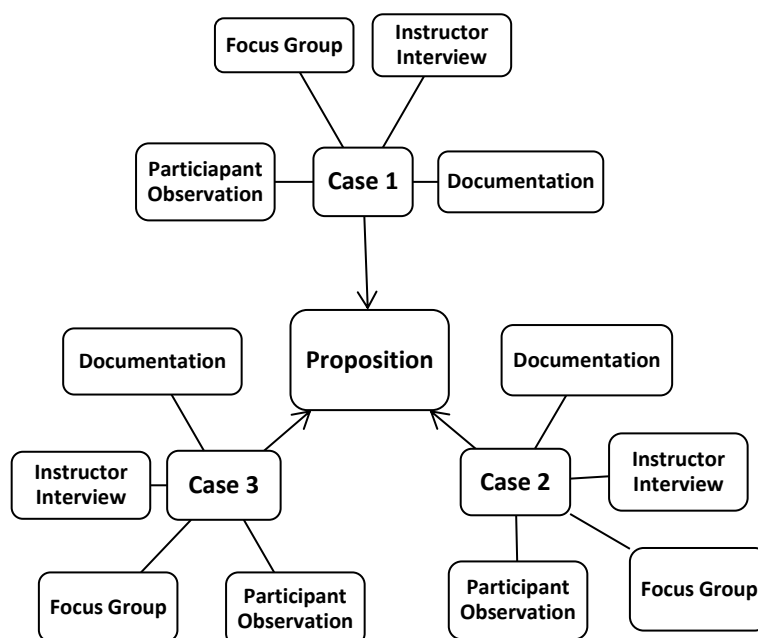 Focus Group
Instructor
Interview
Particiapant
Observation
Case 1
Documentation
Proposition
Documentation
Documentation
Instructor
Interview
Case 3
Case 2
Instructor
Interview
Focus Group
Participant
Observation
Participant
Observation
Focus Group